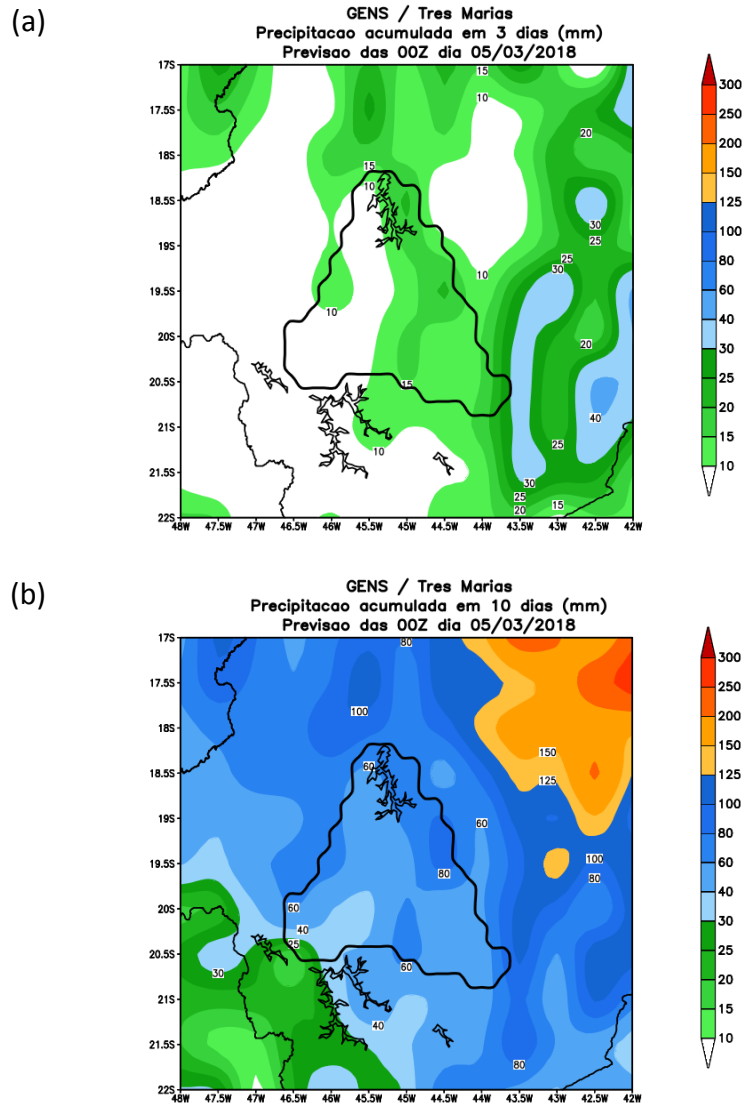 (a)
GENS / Tres Marias
Precipitacao acumulada em 3 dias (mm)
Previsao das 00Z dia 05/03/2018
17S
17.5S
18S
18.5S
19S
19.5S
20S
20.5S
21S
21.5S
22S
48W 47.5W 47W 46.5W 46W 45.5W 45W 44.5W 44W 43.5W 43W 42.5W 42W
15
10
20
15
10
30
25
10
30
10
20
15
40
25
10
30
25
20
15
300
200
150
125
100
80
60
40
30
25
20
15
10
(b)
GENS / Tres Marias
Precipitacao acumulada em 10 dias (mm)
Previsao das 00Z dia 05/03/2018
17S
17.5S
18S
18.5S
19S
19.5S
20S
20.5S
21S
21.5S
22S
48W 47.5W 47W 46.5W 46W 45.5W 45W 44.5W 44W 43.5W 43W 42.5W 42W
80
100
150
60
125
60
100
80
80
60
40
25
30
60
40
80
300
200
150
125
100
80
60
40
30
25
20
15
10